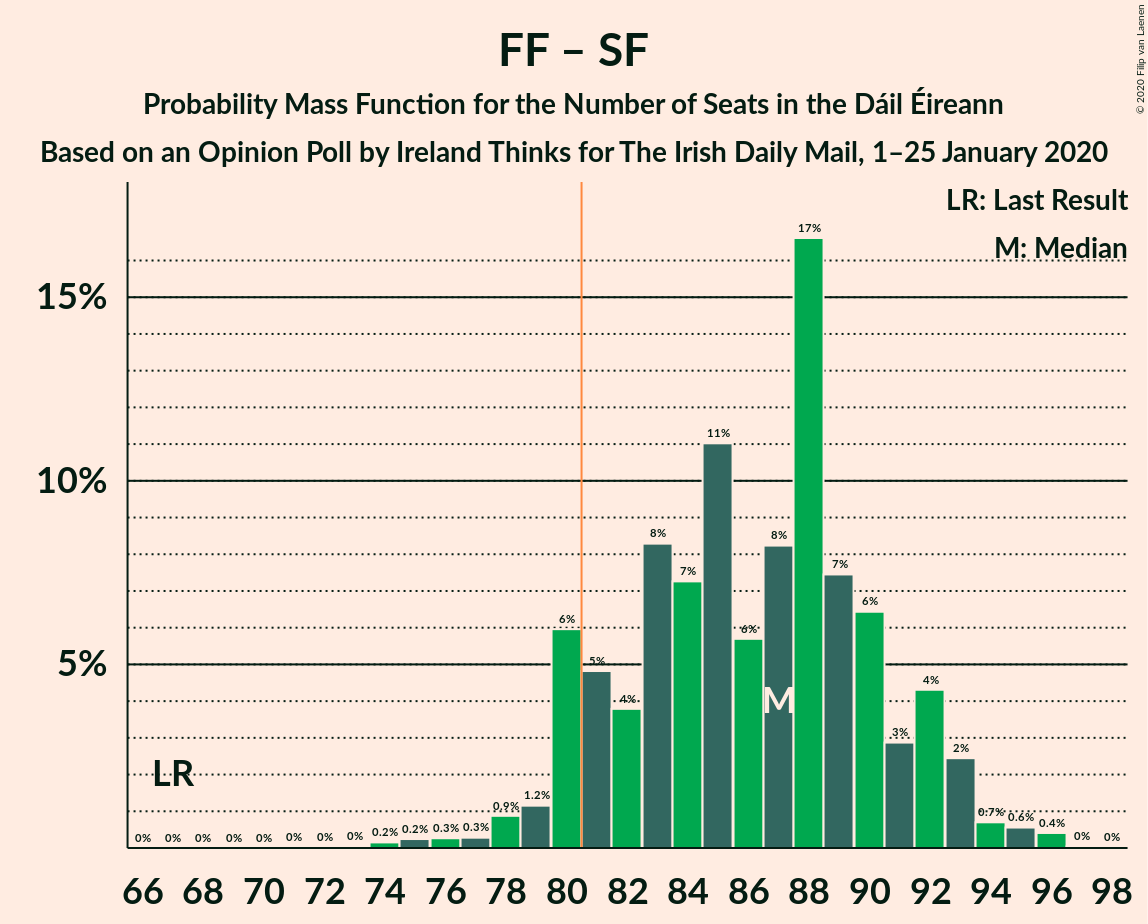 FF – SF
Probability Mass Function for the Number of Seats in the Dáil Éireann
Based on an Opinion Poll by Ireland Thinks for The Irish Daily Mail, 1–25 January 2020
© 2020 Filip van Laenen
LR: Last Result
M: Median
15%
10%
5%
LR
M
0% 0% 0% 0% 0% 0% 0% 0% 0.2% 0.2% 0.3% 0.3% 0.9% 1.2% 6% 5% 4% 8% 7% 11% 6% 8% 17% 7% 6% 3% 4% 2% 0.7% 0.6% 0.4% 0% 0%
66 68 70 72 74 76 78 80 82 84 86 88 90 92 94 96 98